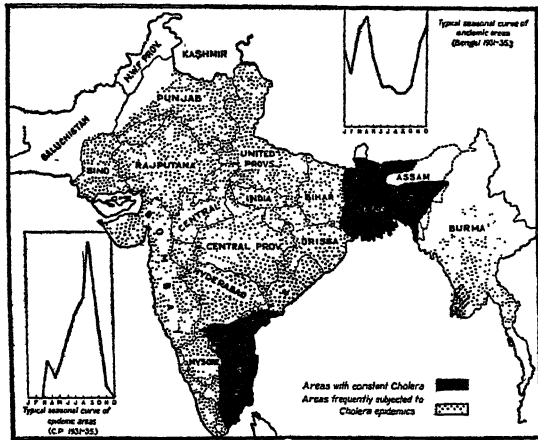 Typical seasonal curve of
endemic areas
(Bengal 1931-35.)
J F M A M J J A S O N D
KASHMIR
N.W.F. PROV.
PUNJAB
BALUCHISTAN
SIND
RAJPUTANA
UNITED
PROVS.
ASSAM
BIHAR
CENTRAL
INDIA
BURMA
BOMBAY
CENTRAL PROV.
ORISSA
HYDERABAD
MYSORE
Areas with constant Cholera
Areas frequently subjected to
Cholera epidemics
J F M A M J J A S O N D
Typical seasonal curve of
epidemic areas
(C.P. 1931-35.)